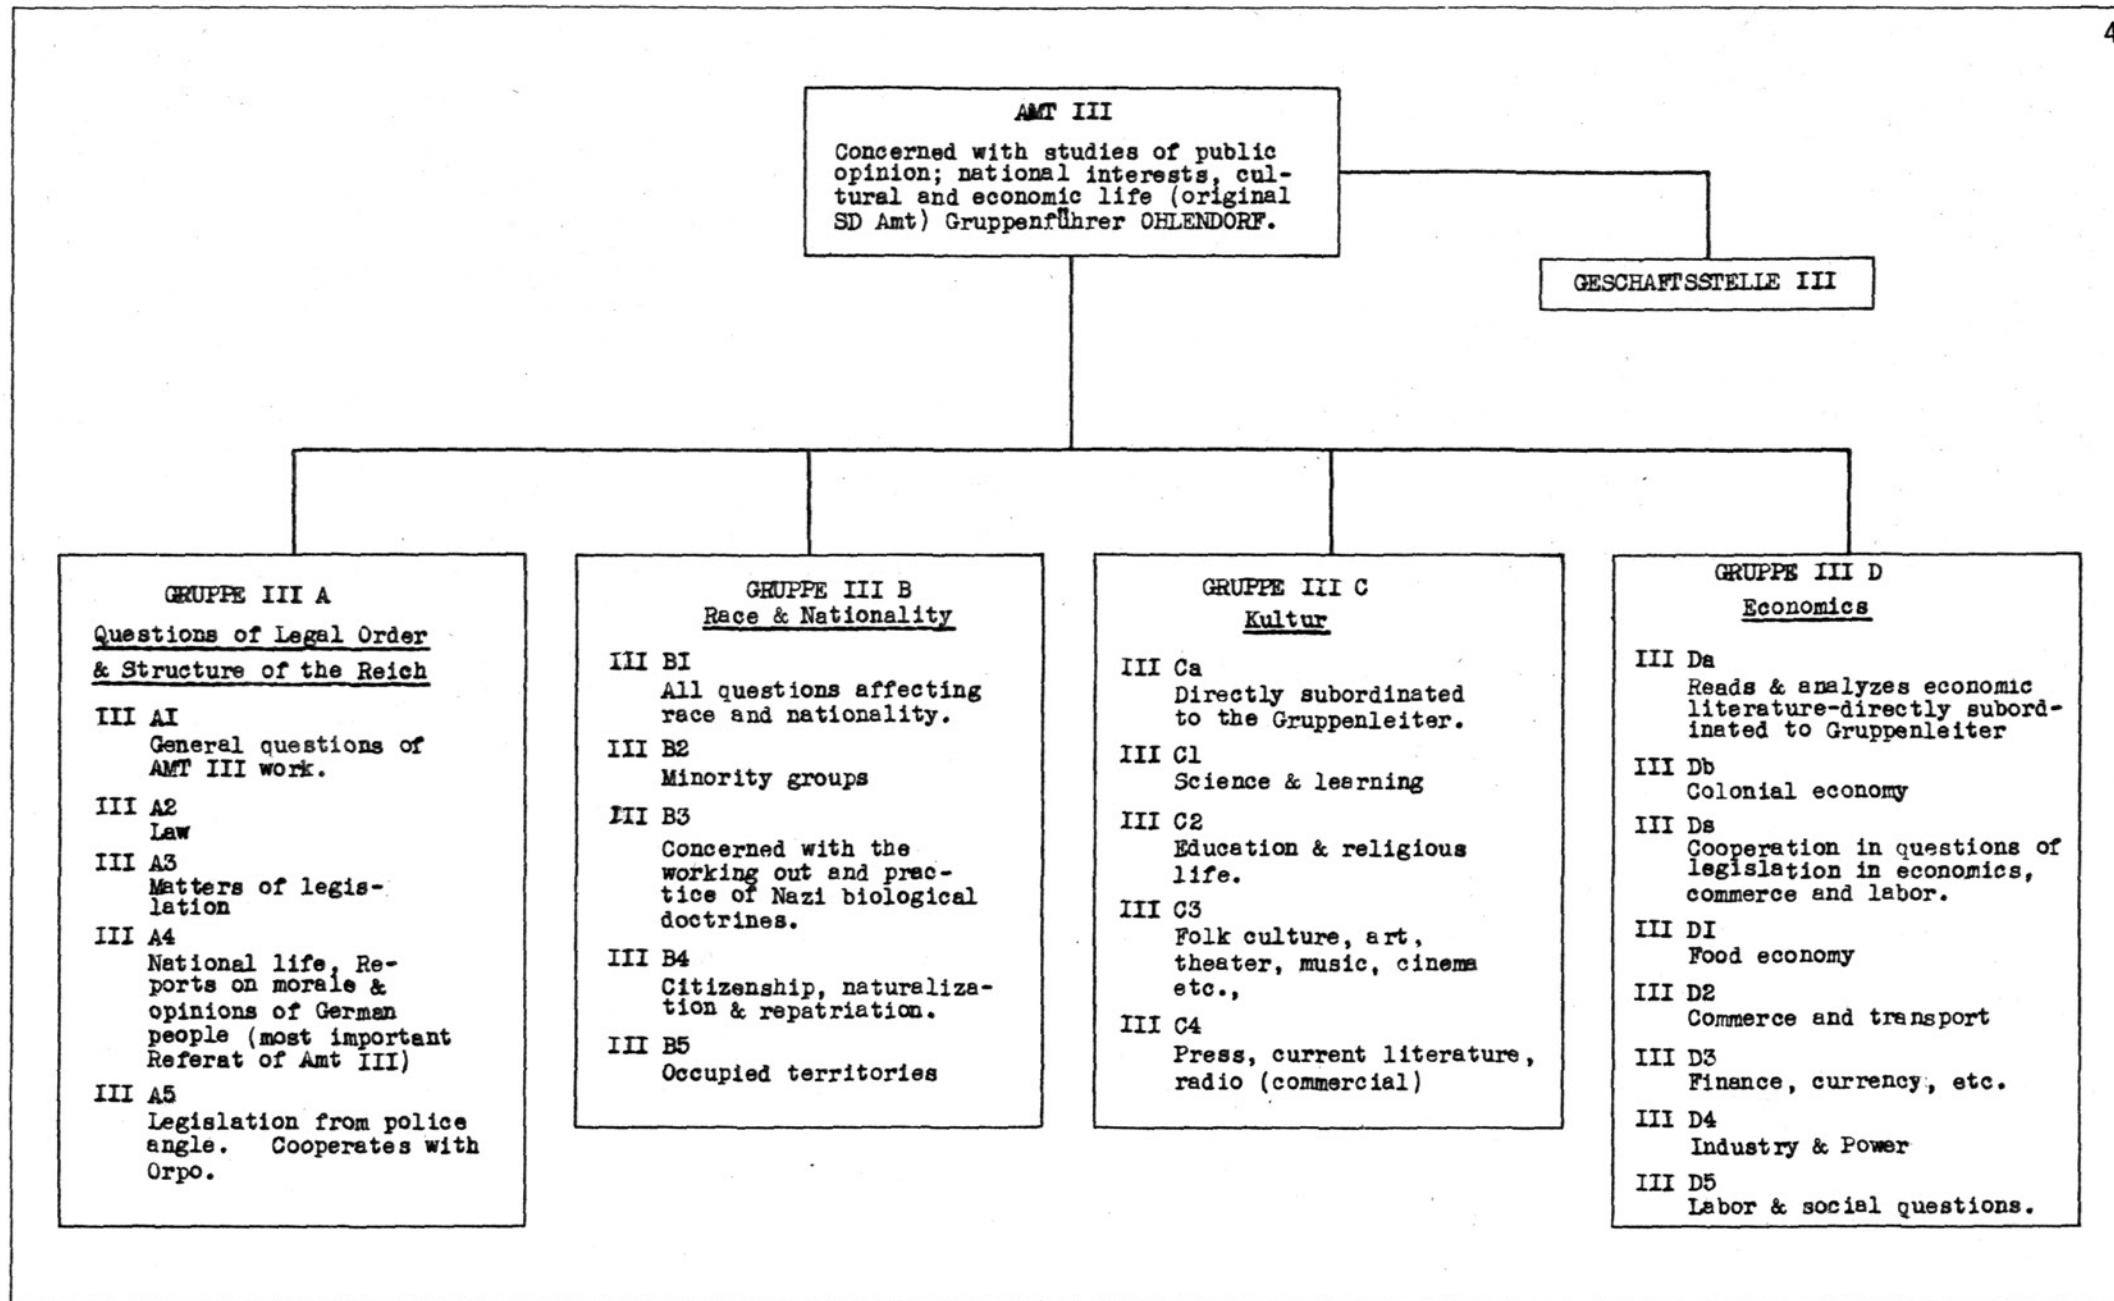 4
AMT III
Concerned with studies of public
opinion; national interests, cul-
tural and economic life (original
SD Amt) Gruppenführer OHLENDORF.
GESCHAFTSSTELLE III
GRUPPE III A
Questions of Legal Order
& Structure of the Reich
III AI
General questions of
AMT III work.
III A2
Law
III A3
Matters of legis-
lation
III A4
National life, Re-
ports on morale &
opinions of German
people (most important
Referat of Amt III)
III A5
Legislation from police
angle. Cooperates with
Orpo.
GRUPPE III B
Race & Nationality
III BI
All questions affecting
race and nationality.
III B2
Minority groups
III B3
Concerned with the
working out and prac-
tice of Nazi biological
doctrines.
III B4
Citizenship, naturaliza-
tion & repatriation.
III B5
Occupied territories
GRUPPE III C
Kultur
III Ca
Directly subordinated
to the Gruppenleiter.
III C1
Science & learning
III C2
Education & religious
life.
III C3
Folk culture, art,
theater, music, cinema
etc.,
III C4
Press, current literature,
radio (commercial)
GRUPPE III D
Economics
III Da
Reads & analyzes economic
literature-directly subord-
inated to Gruppenleiter
III Db
Colonial economy
III Ds
Cooperation in questions of
legislation in economics,
commerce and labor.
III DI
Food economy
III D2
Commerce and transport
III D3
Finance, currency, etc.
III D4
Industry & Power
III D5
Labor & social questions.